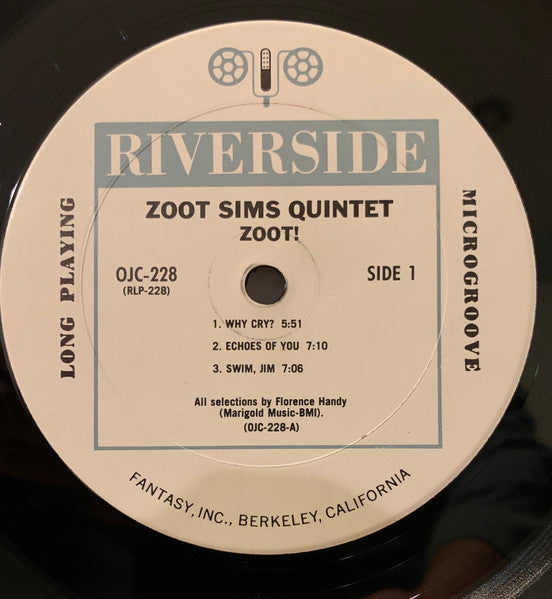 RIVERSIDE
ZOOT SIMS QUINTET
ZOOT!
OJC-228
(RLP-228)
SIDE 1
LONG PLAYING
MICROGROOVE
1. WHY CRY? 5:51
2. ECHOES OF YOU 7:10
3. SWIM, JIM 7:06
All selections by Florence Handy
(Marigold Music-BMI).
(OJC-228-A)
FANTASY, INC., BERKELEY, CALIFORNIA